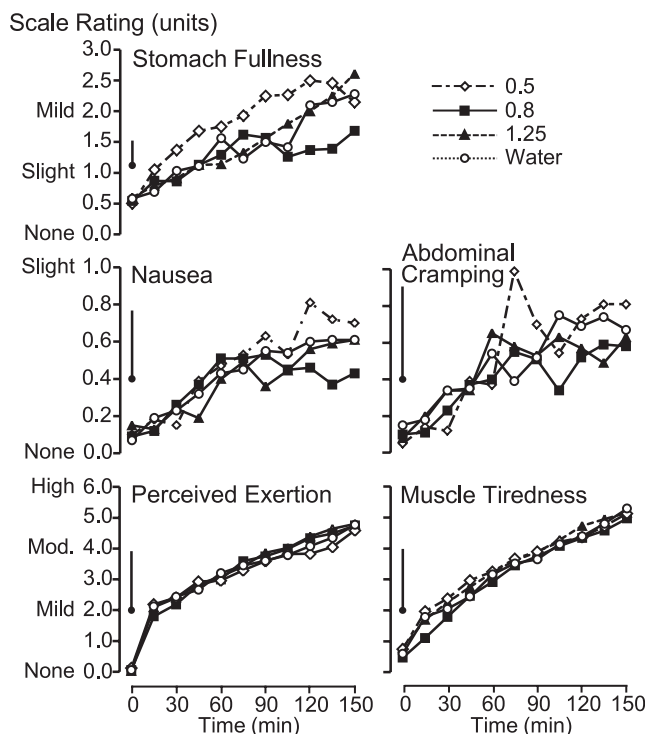 Scale Rating (units)
3.0
Stomach Fullness
2.5
Mild 2.0
1.5
Slight 1.0
0.5
None 0.0
0.5
0.8
1.25
Water
Slight 1.0
Nausea
0.8
0.6
0.4
0.2
None 0.0
Abdominal
Cramping
High 6.0
Perceived Exertion
5.0
Mod. 4.0
3.0
Mild 2.0
1.0
None 0.0
0 30 60 90 120 150
Time (min)
Muscle Tiredness
0 30 60 90 120 150
Time (min)